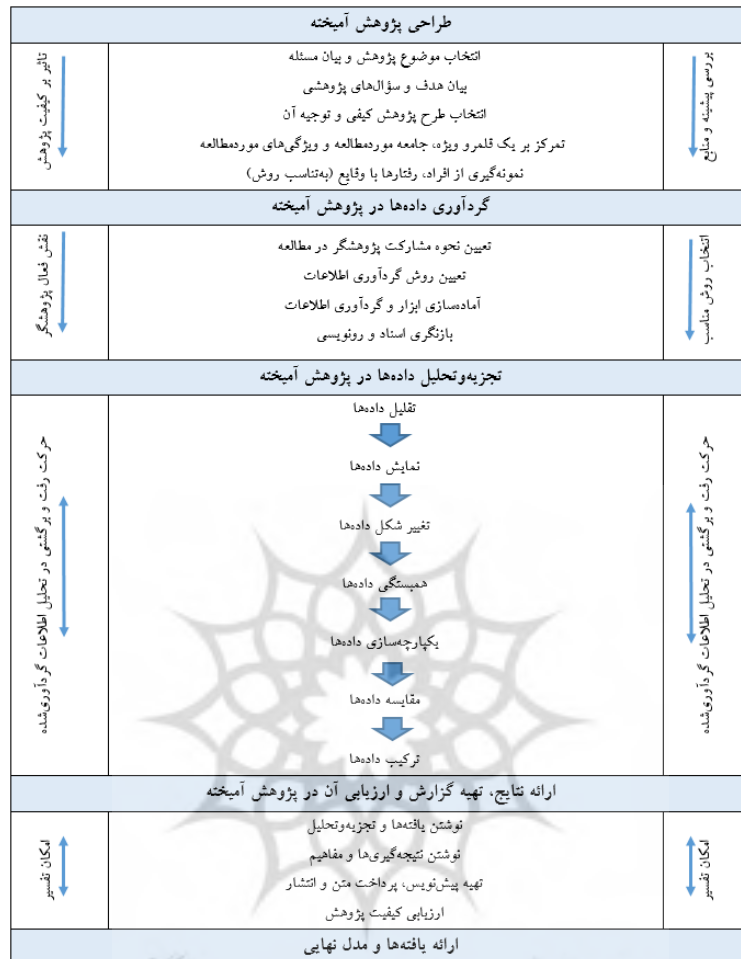 طراحی پژوهش آمیخته
بررسی پیشینه و منابع
انتخاب موضوع پژوهش و بیان مسئله
بیان هدف و سؤال‌های پژوهشی
انتخاب طرح پژوهش کیفی و توجیه آن
تمرکز بر یک قلمرو ویژه، جامعه موردمطالعه و ویژگی‌های موردمطالعه
نمونه‌گیری از افراد، رفتارها با وقایع (به‌تناسب روش)
تاثیر بر کیفیت پژوهش
گردآوری داده‌ها در پژوهش آمیخته
انتخاب روش مناسب
تعیین نحوه مشارکت پژوهشگر در مطالعه
تعیین روش گردآوری اطلاعات
آماده‌سازی ابزار و گردآوری اطلاعات
بازنگری اسناد و رونویسی
نقش فعال پژوهشگر
تجزیه‌وتحلیل داده‌ها در پژوهش آمیخته
حرکت رفت و برگشتی در تحلیل اطلاعات گردآوری‌شده
تقلیل داده‌ها
نمایش داده‌ها
تغییر شکل داده‌ها
همبستگی داده‌ها
یکپارچه‌سازی داده‌ها
مقایسه داده‌ها
ترکیب داده‌ها
حرکت رفت و برگشتی در تحلیل اطلاعات گردآوری‌شده
ارائه نتایج، تهیه گزارش و ارزیابی آن در پژوهش آمیخته
امکان تفسیر
نوشتن یافته‌ها و تجزیه‌وتحلیل
نوشتن نتیجه‌گیری‌ها و مفاهیم
تهیه پیش‌نویس، پرداخت متن و انتشار
ارزیابی کیفیت پژوهش
امکان تفسیر
ارائه یافته‌ها و مدل نهایی